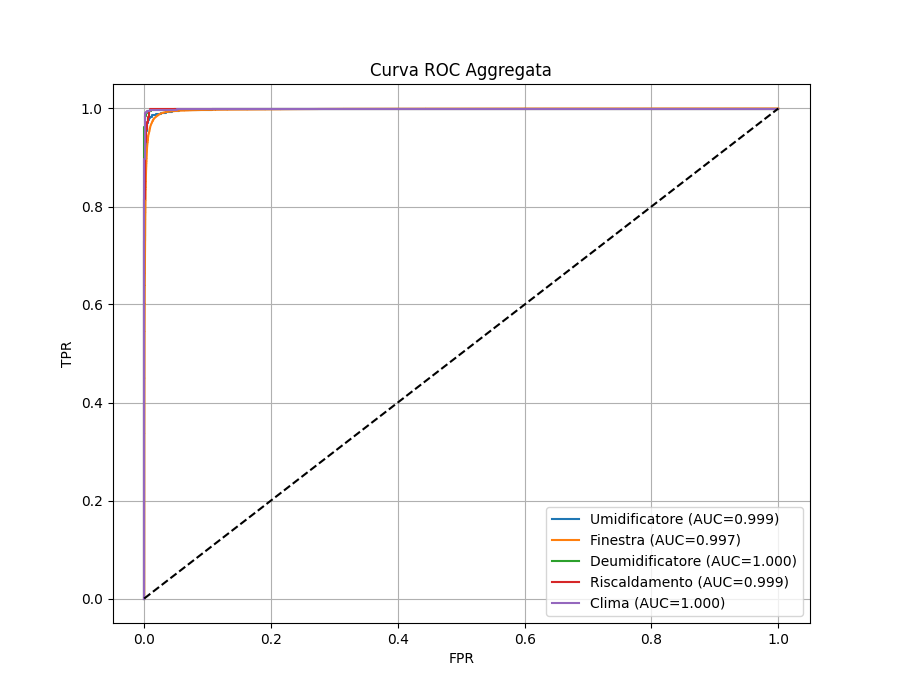 Curva ROC Aggregata
TPR
1.0
0.8
0.6
0.4
0.2
0.0
0.0 0.2 0.4 0.6 0.8 1.0
FPR
Umidificatore (AUC=0.999)
Finestra (AUC=0.997)
Deumidificatore (AUC=1.000)
Riscaldamento (AUC=0.999)
Clima (AUC=1.000)